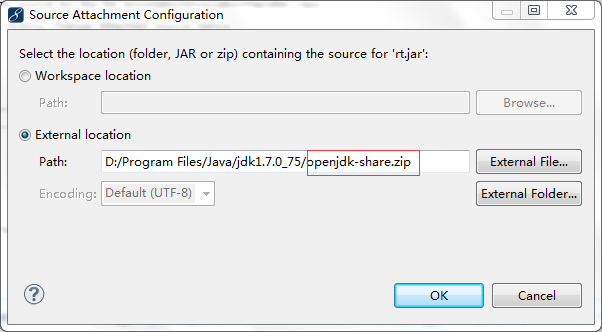 Source Attachment Configuration
Select the location (folder, JAR or zip) containing the source for 'rt.jar':
Workspace location
Path: Browse...
External location
Path: D:/Program Files/Java/jdk1.7.0_75/openjdk-share.zip External File...
Encoding: Default (UTF-8) External Folder...
? OK Cancel